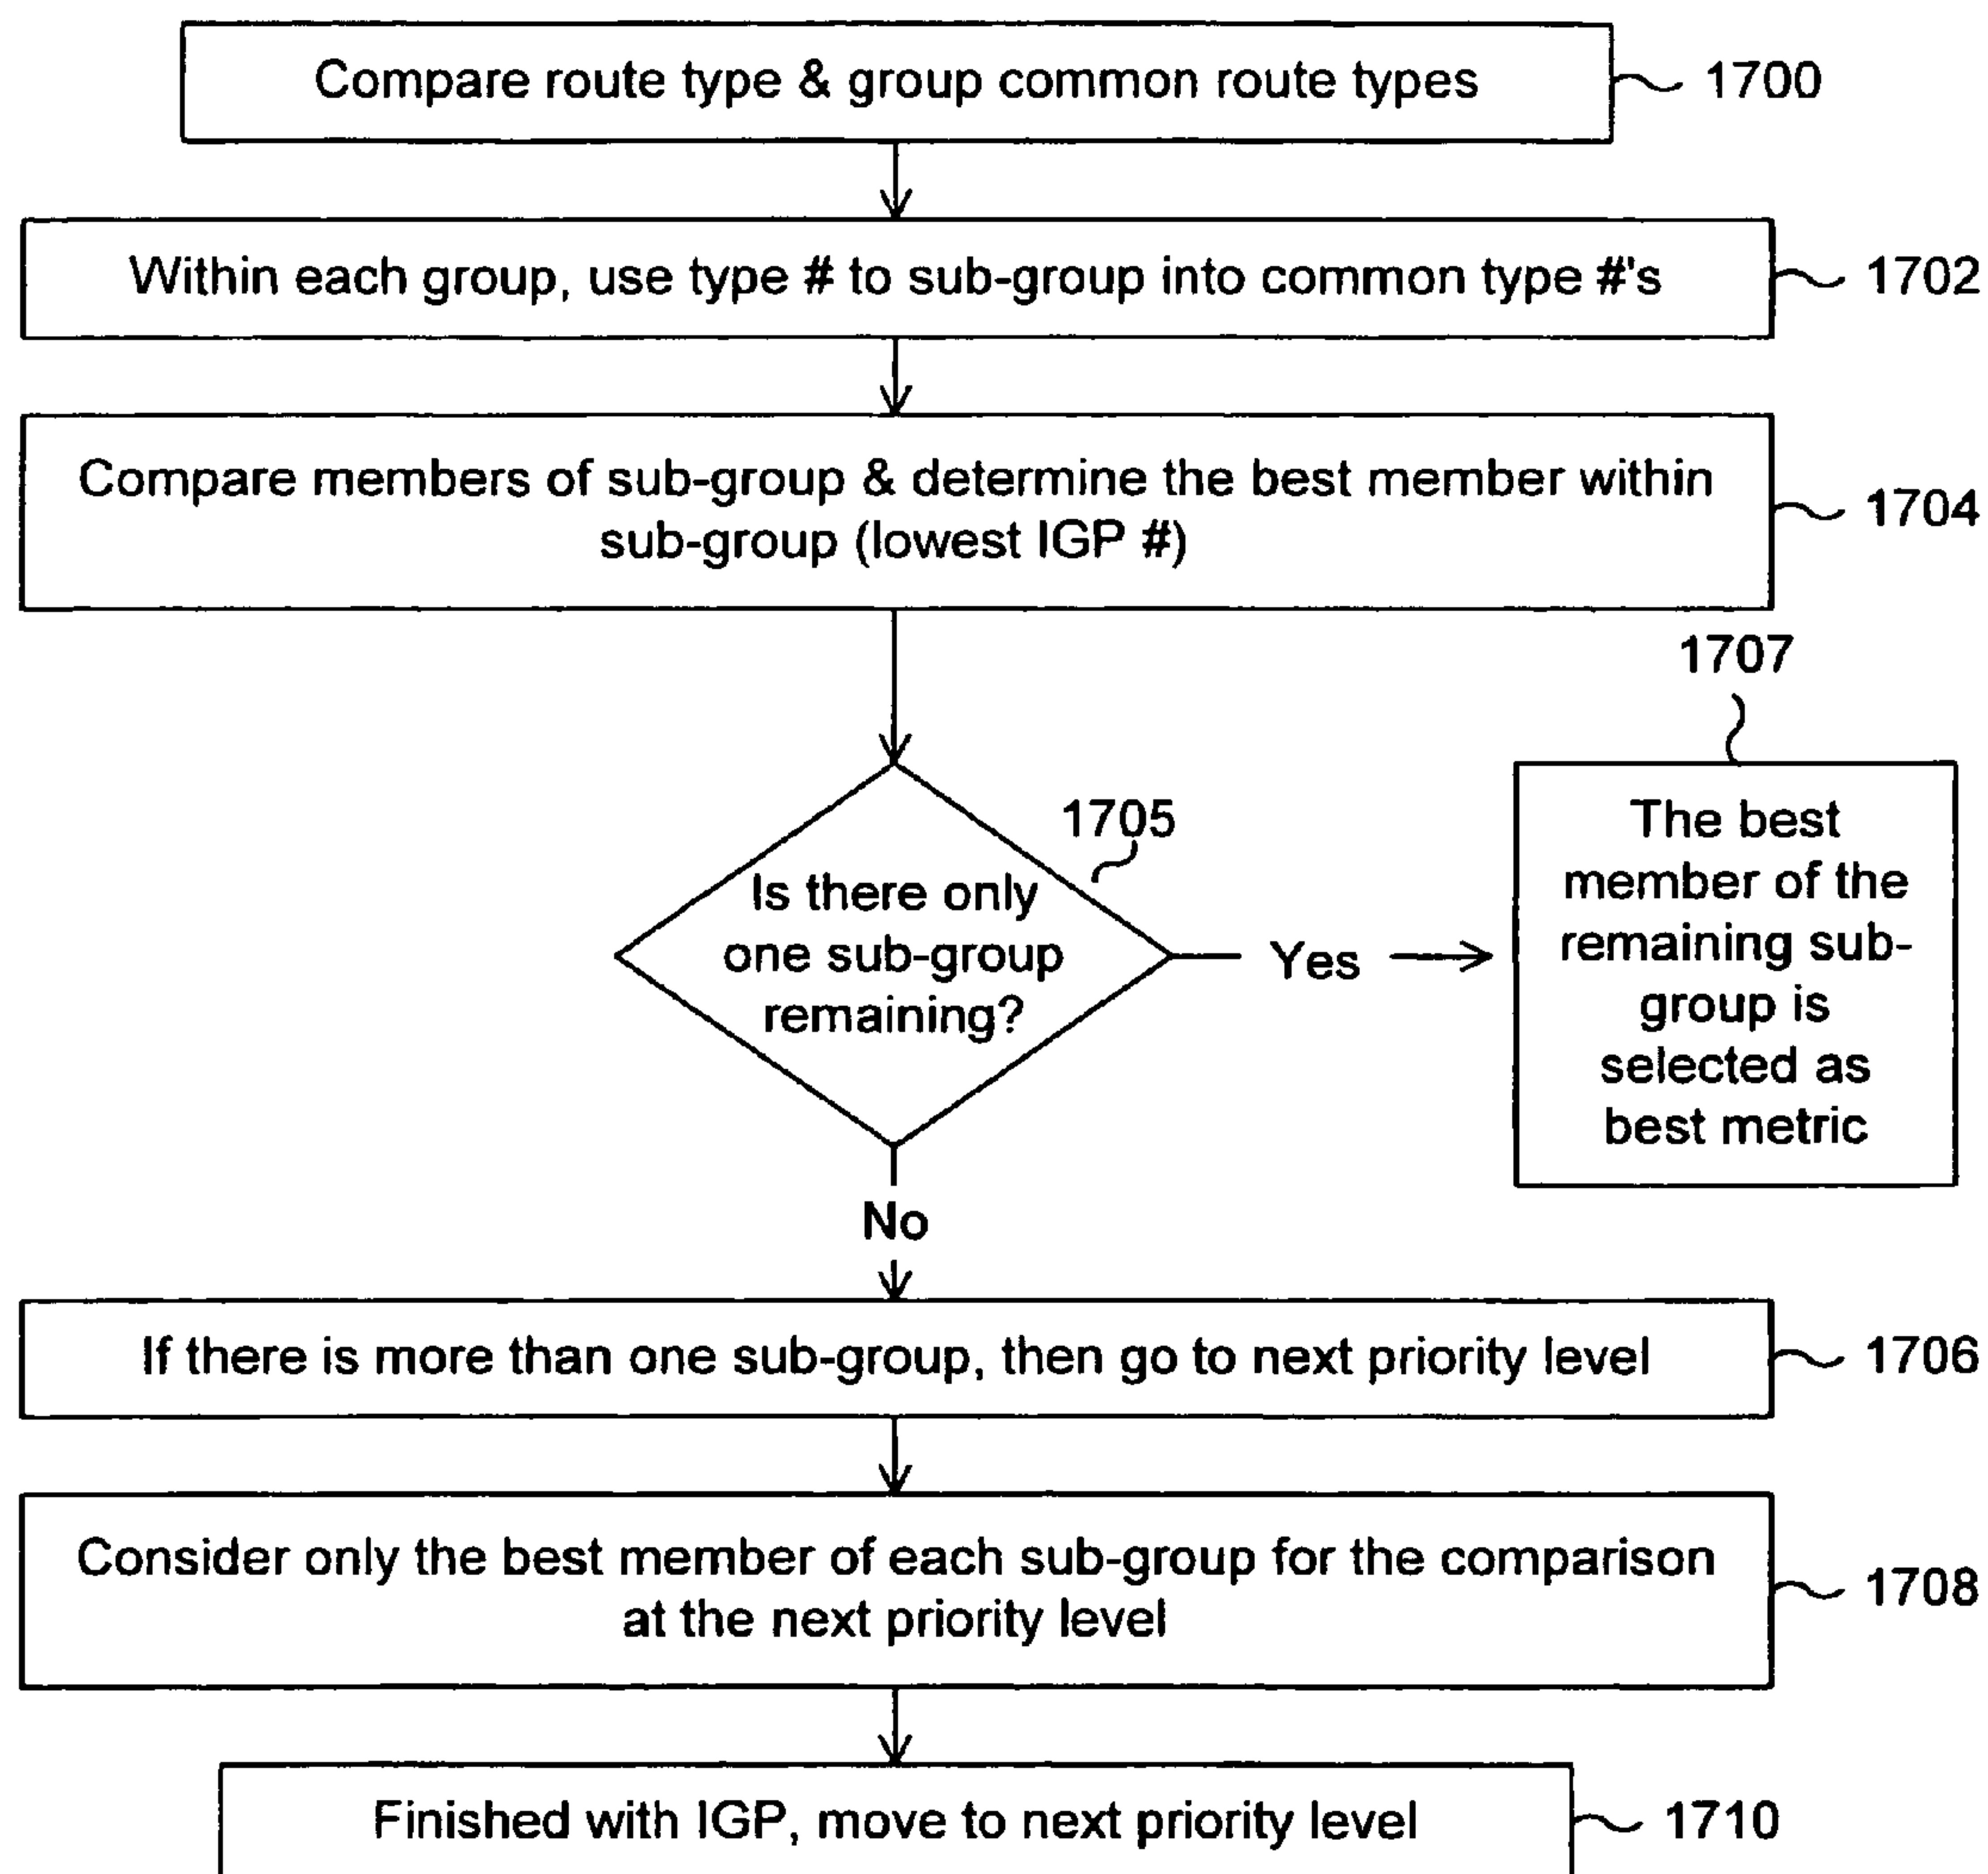 Compare route type & group common route types
1700
Within each group, use type # to sub-group into common type #'s
1702
Compare members of sub-group & determine the best member within
sub-group (lowest IGP #)
1704
1707
1705
Is there only
one sub-group
remaining?
Yes
The best
member of the
remaining sub-
group is
selected as
best metric
No
If there is more than one sub-group, then go to next priority level
1706
Consider only the best member of each sub-group for the comparison
at the next priority level
1708
Finished with IGP, move to next priority level
1710